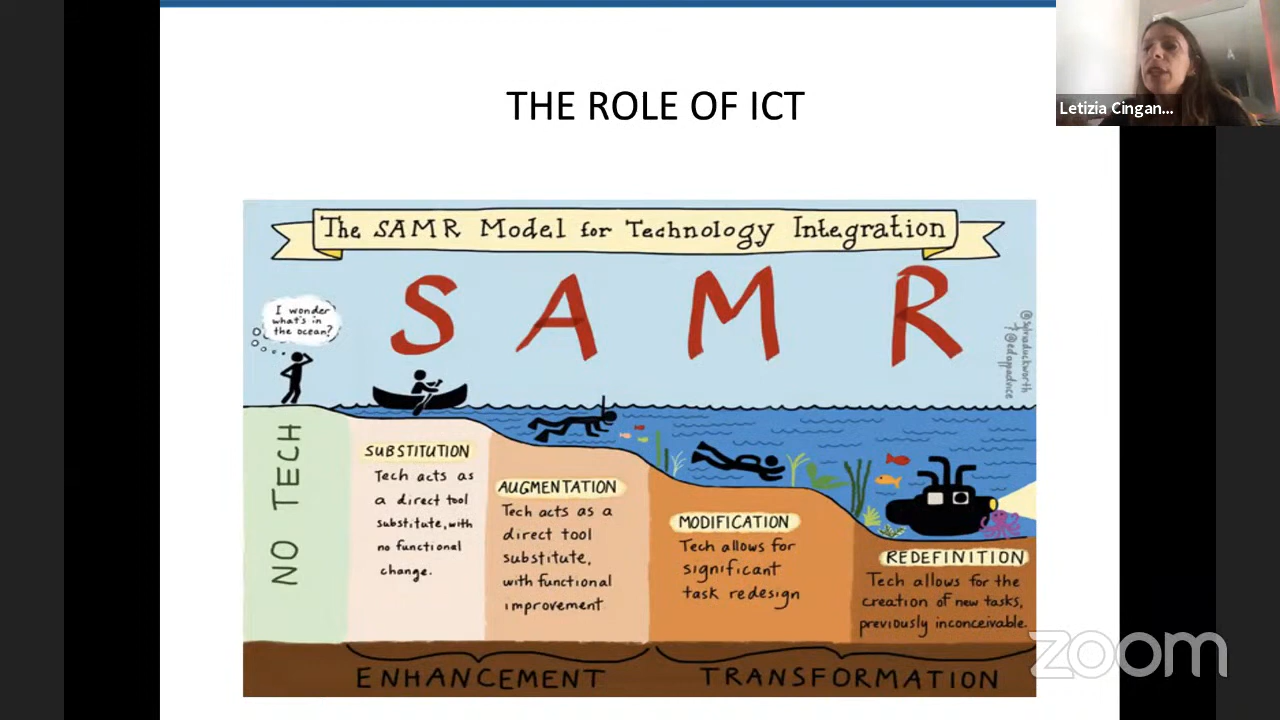 THE ROLE OF ICT
Letizia Cingan...
The SAMR Model for Technology Integration
S A M R
I wonder
what's in
the ocean?
@sylviaduckworth
@edappadvice
NO TECH
SUBSTITUTION
Tech acts as
a direct tool
substitute, with
no functional
change.
AUGMENTATION
Tech acts as a
direct tool
substitute,
with functional
improvement
MODIFICATION
Tech allows for
significant
task redesign
REDEFINITION
Tech allows for the
creation of new tasks,
previously inconceivable.
ENHANCEMENT
TRANSFORMATION
zoom